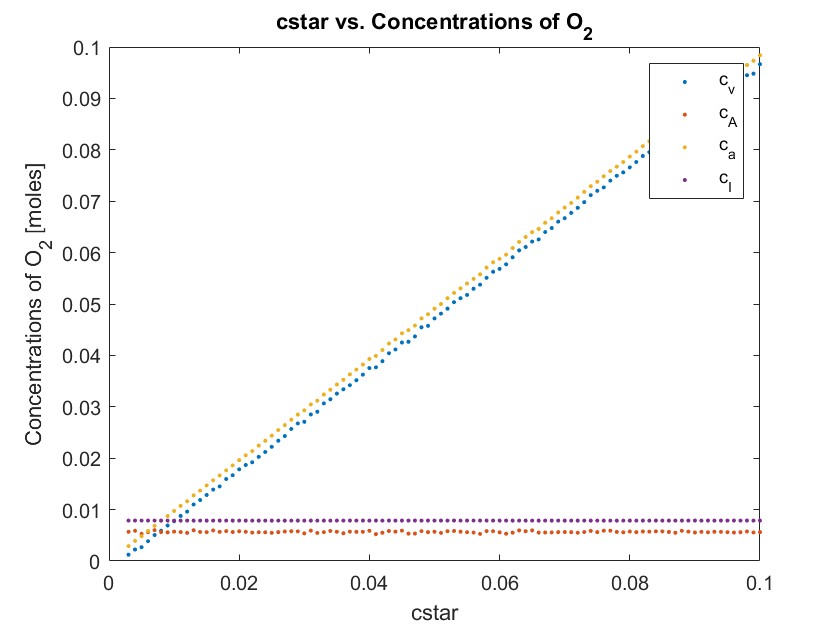 cstar vs. Concentrations of O2
0.1
0.09
0.08
0.07
0.06
0.05
0.04
0.03
0.02
0.01
0
Concentrations of O2 [moles]
cv
cA
ca
cI
0
0.02
0.04
0.06
0.08
0.1
cstar